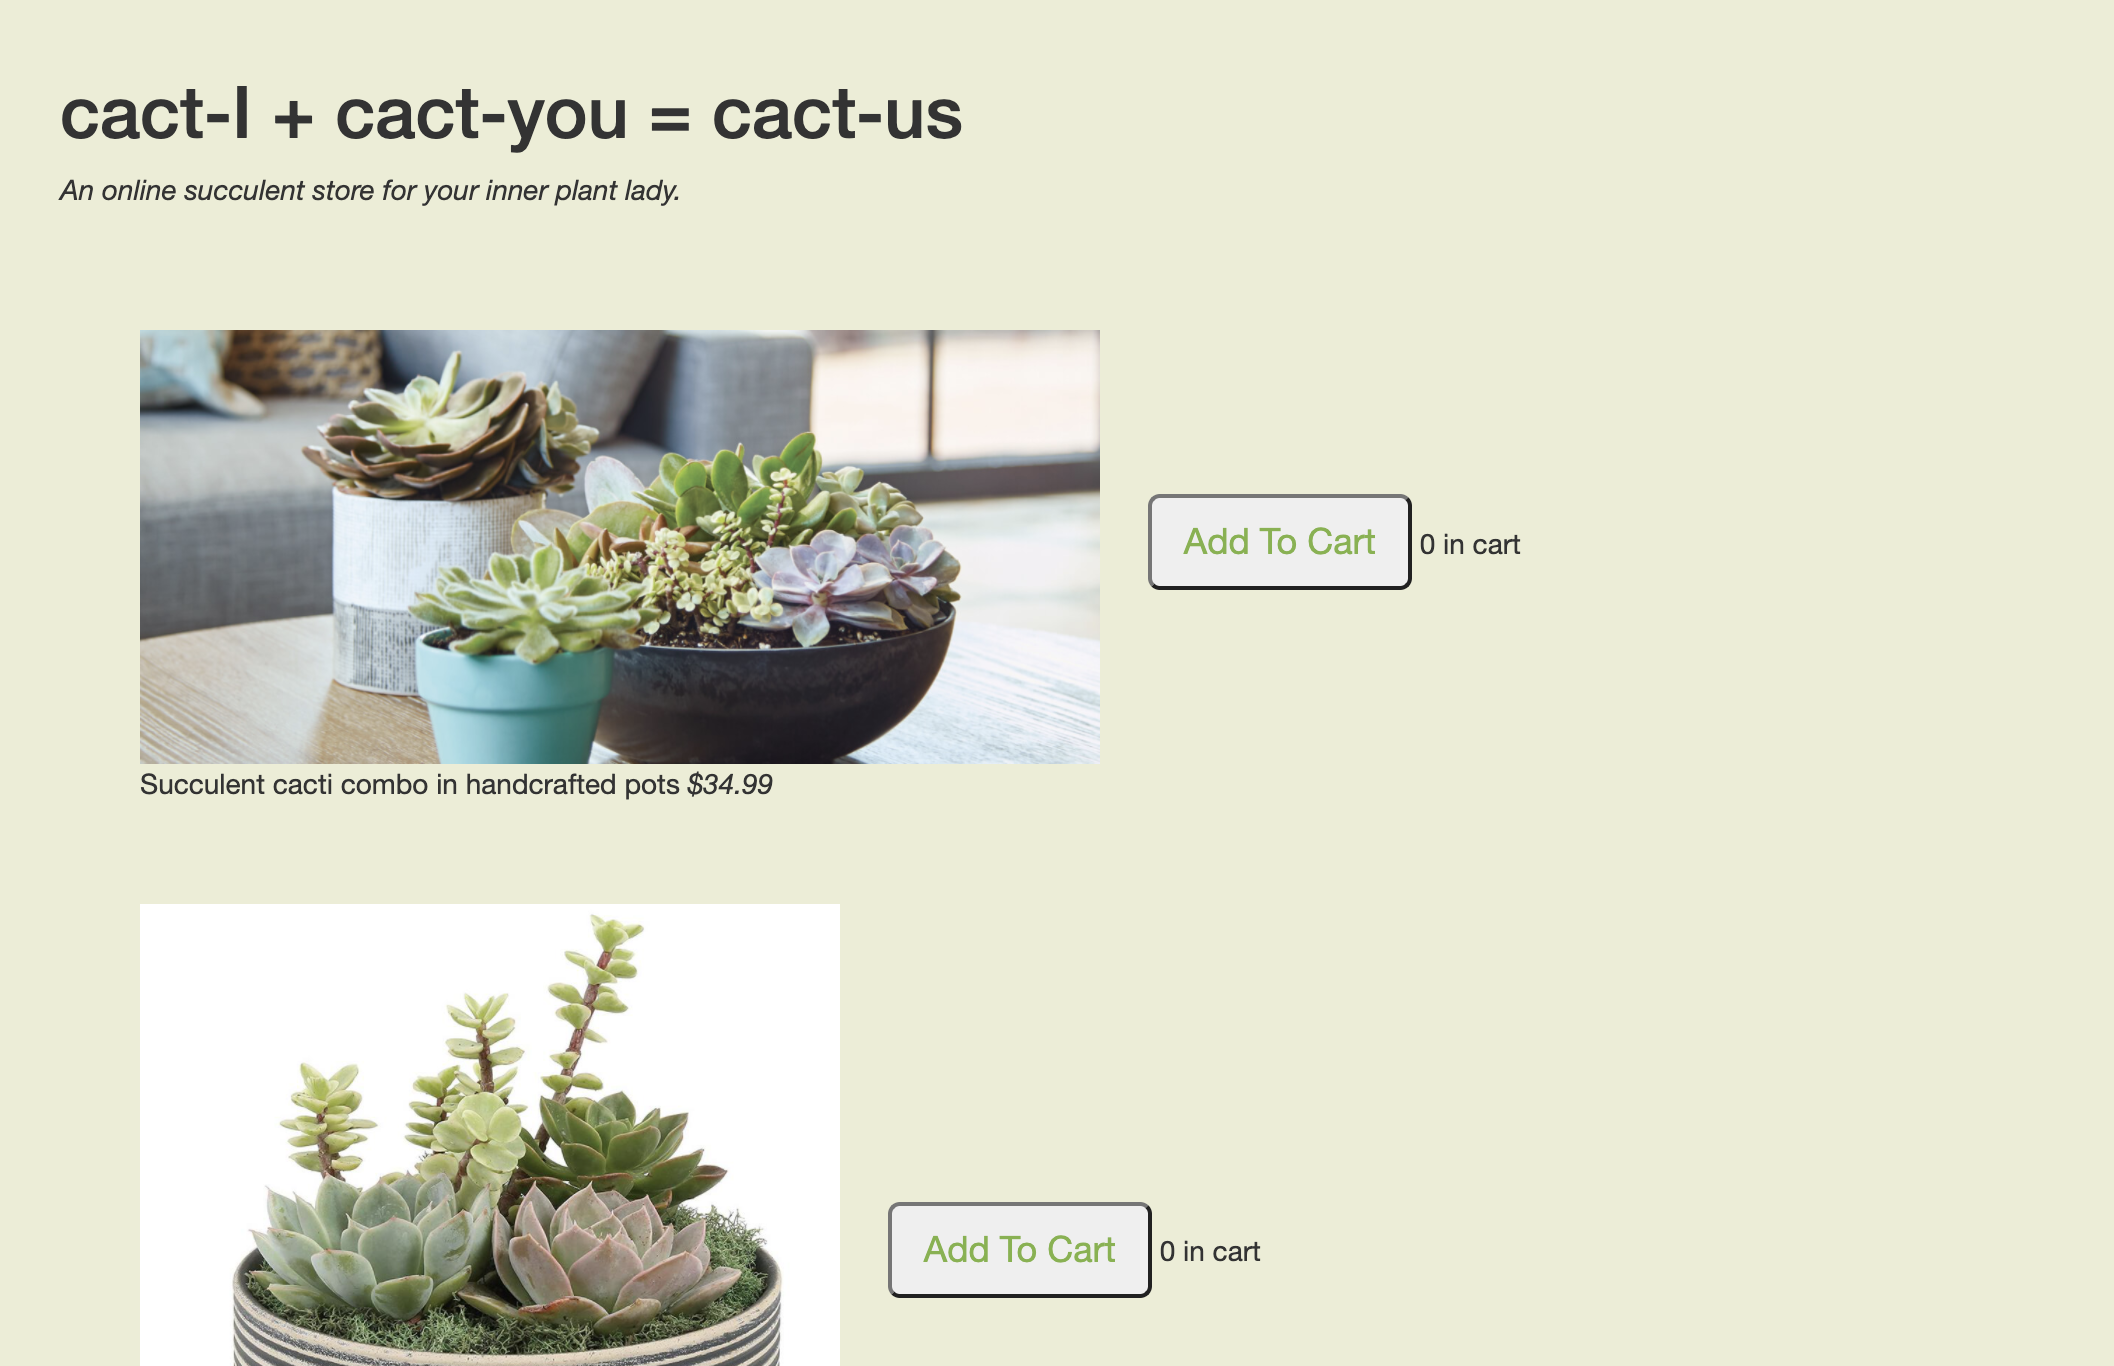 cact-I + cact-you = cact-us
An online succulent store for your inner plant lady.
Add To Cart 0 in cart
Succulent cacti combo in handcrafted pots $34.99
Add To Cart 0 in cart